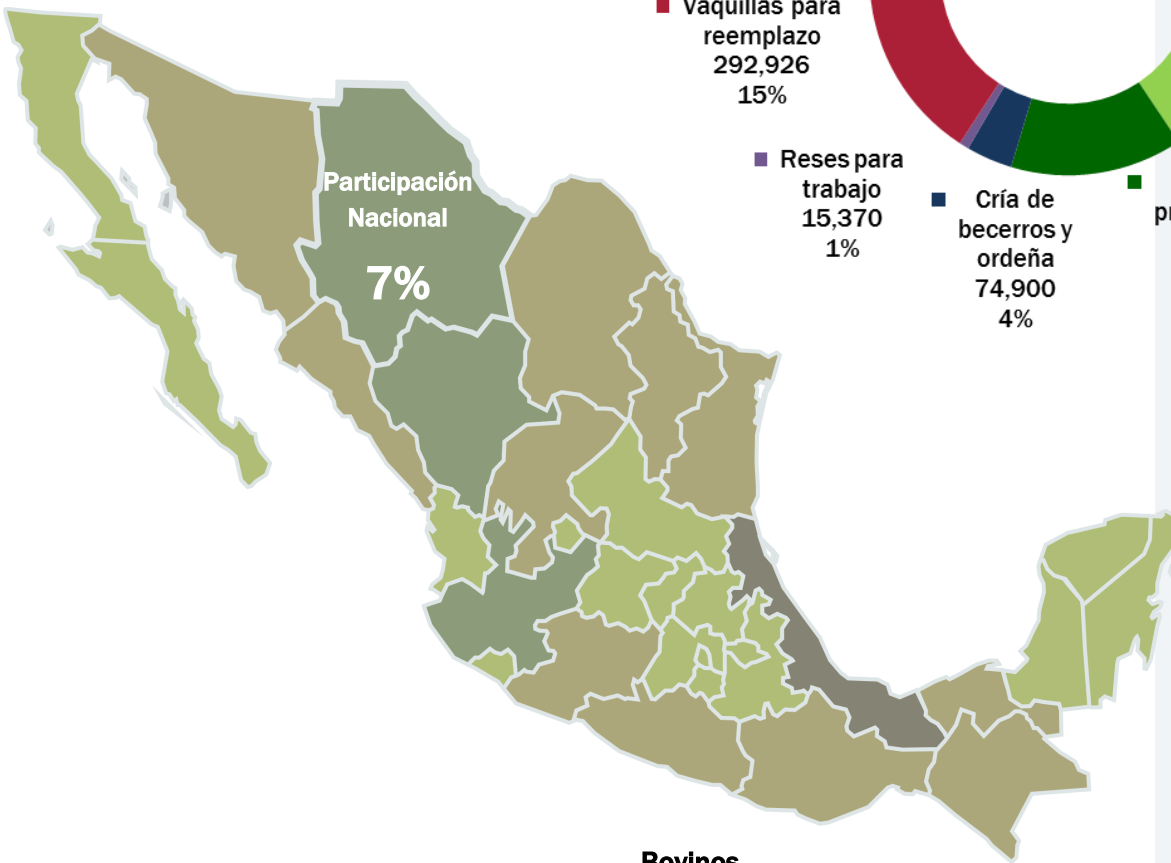 Vaquillas para
reemplazo
292,926
15%
Reses para
trabajo
15,370
1%
Cría de
becerros y
ordeña
74,900
4%
Participación
Nacional
7%
Bovinos